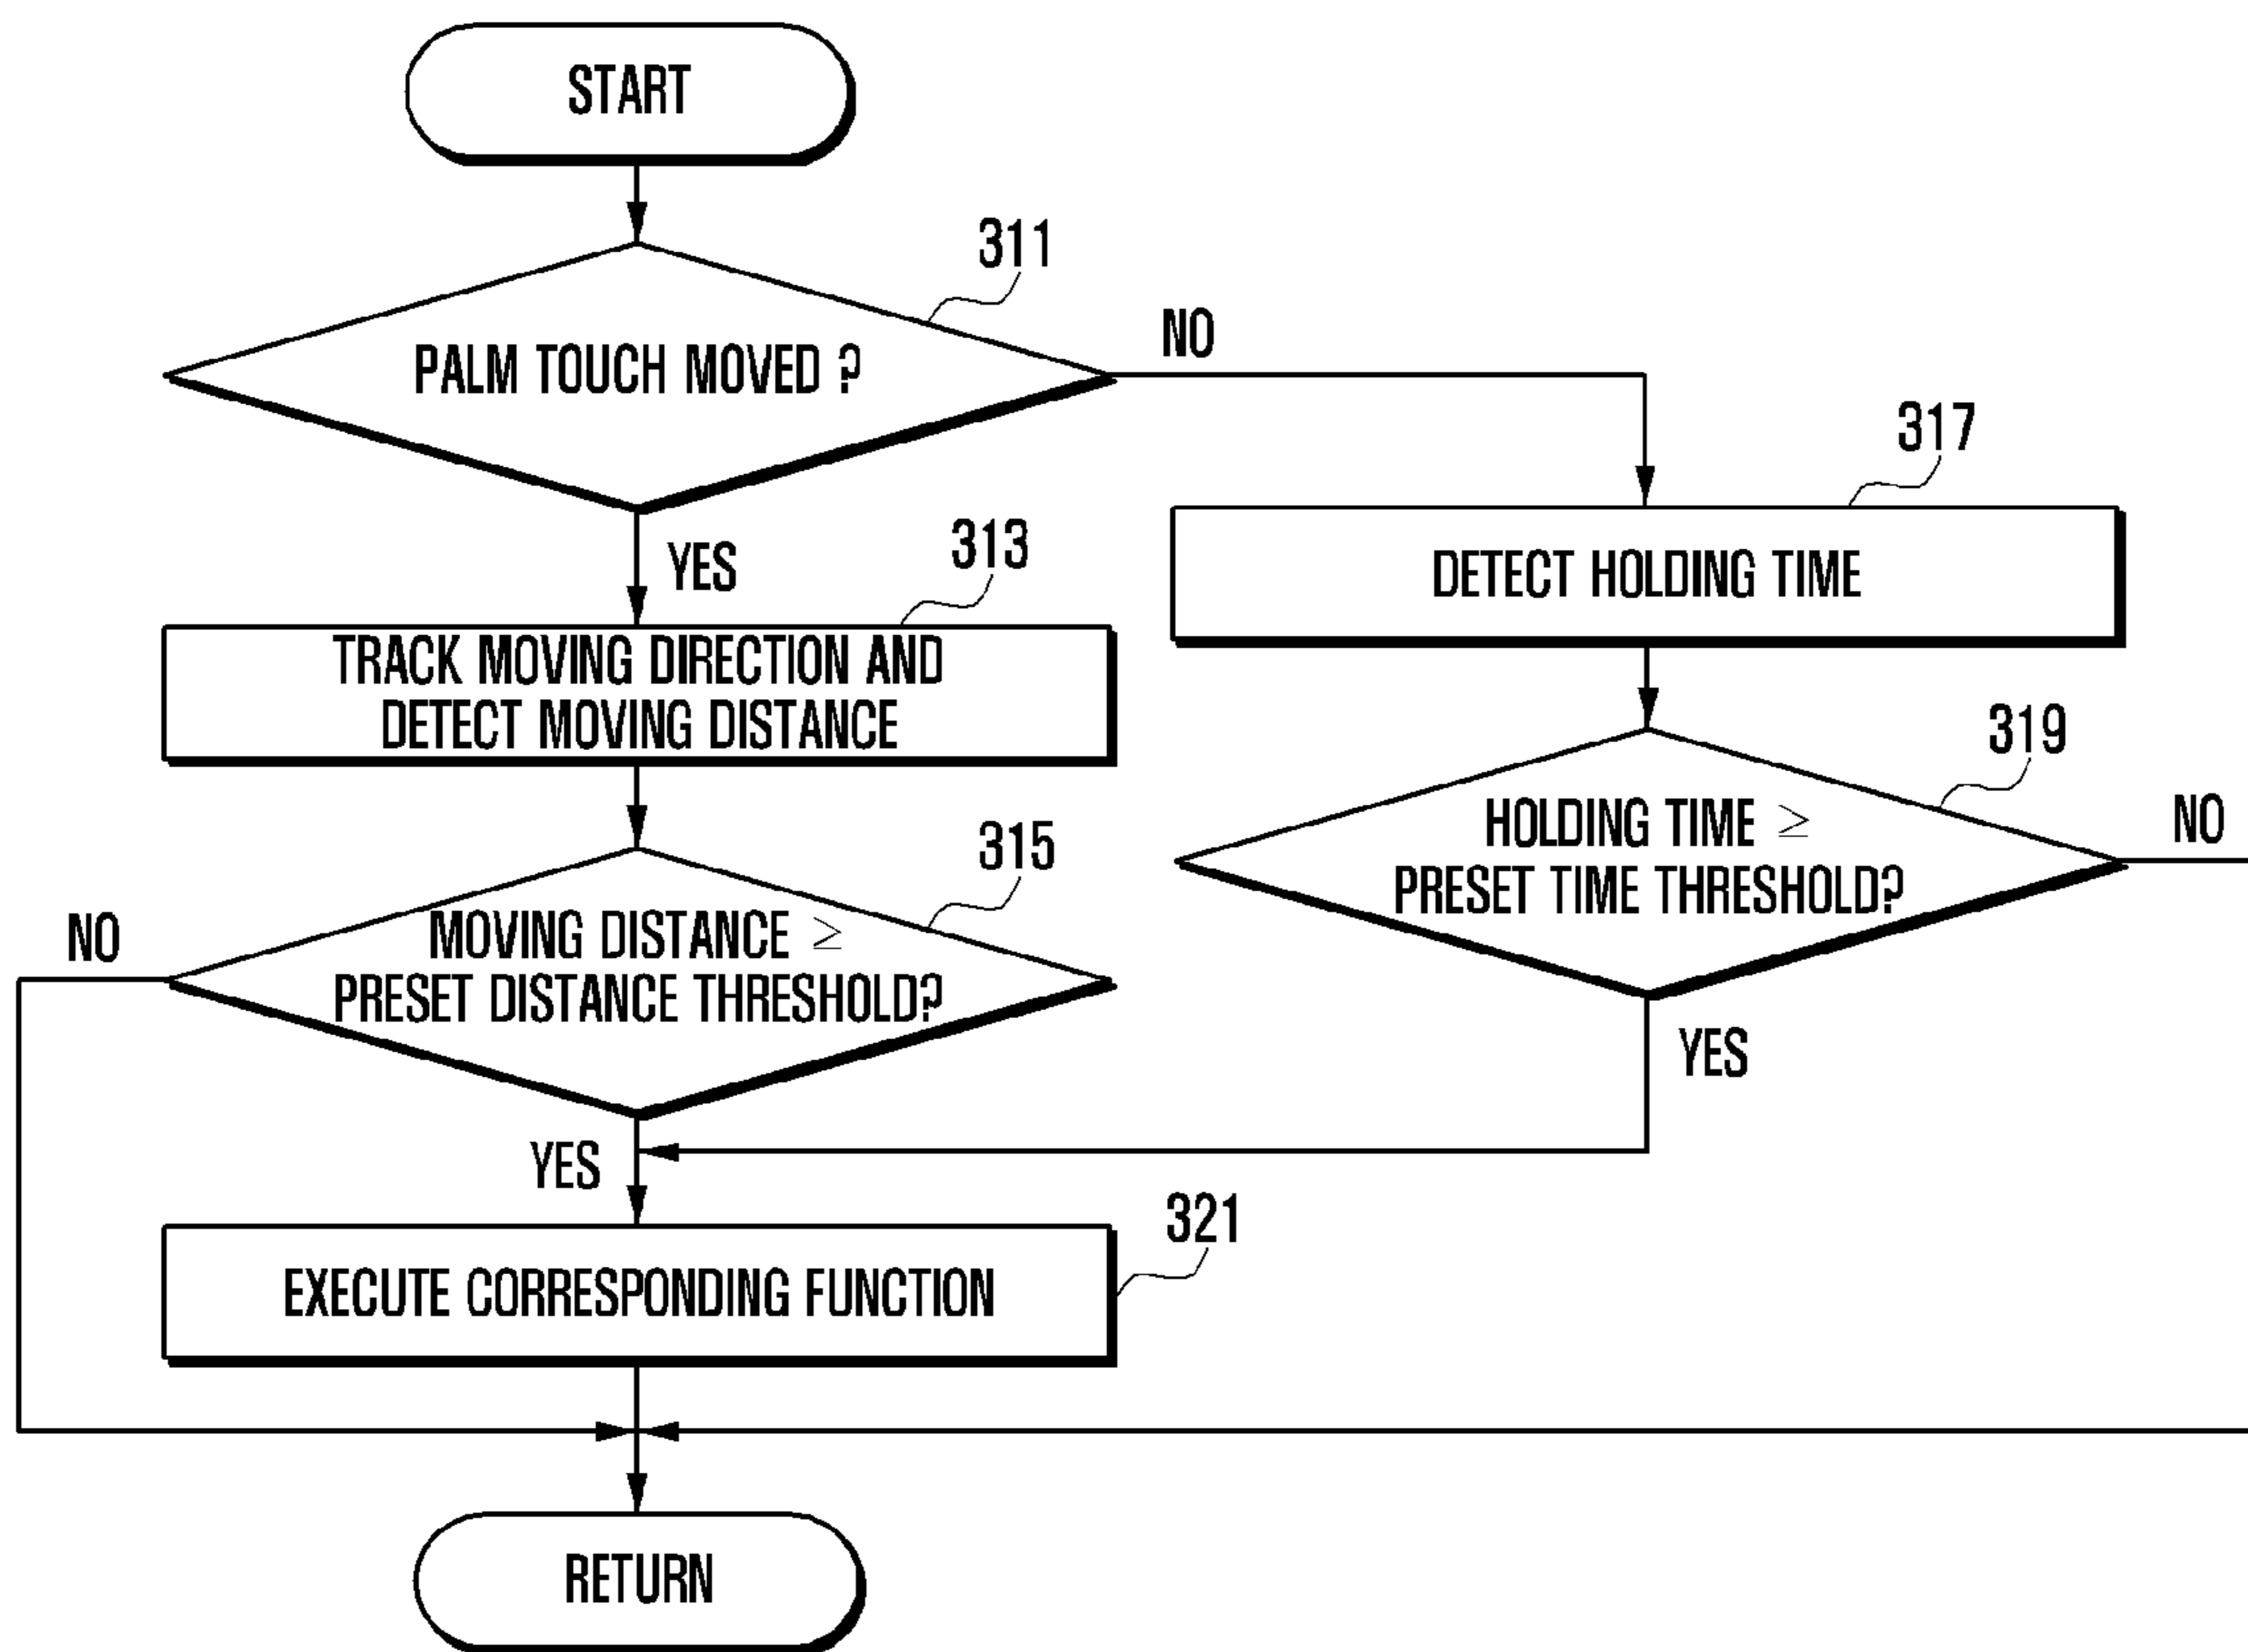 START
311
PALM TOUCH MOVED ?
NO
317
YES
313
DETECT HOLDING TIME
TRACK MOVING DIRECTION AND
DETECT MOVING DISTANCE
319
HOLDING TIME ≥
PRESET TIME THRESHOLD?
NO
315
MOVING DISTANCE ≥
PRESET DISTANCE THRESHOLD?
NO
YES
YES
321
EXECUTE CORRESPONDING FUNCTION
RETURN